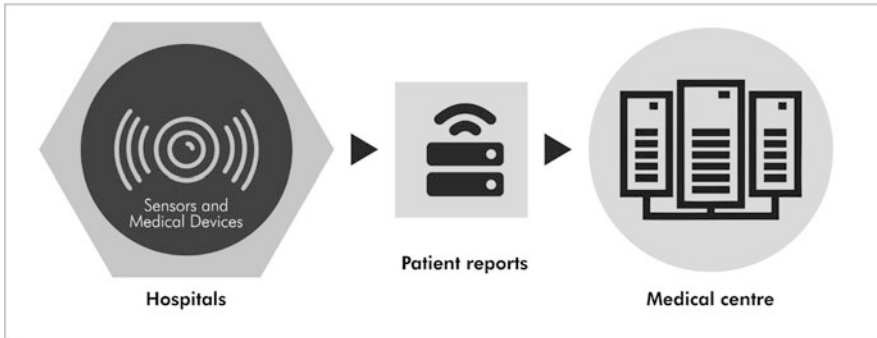 Sensors and
Medical Devices
Hospitals
Patient reports
Medical centre